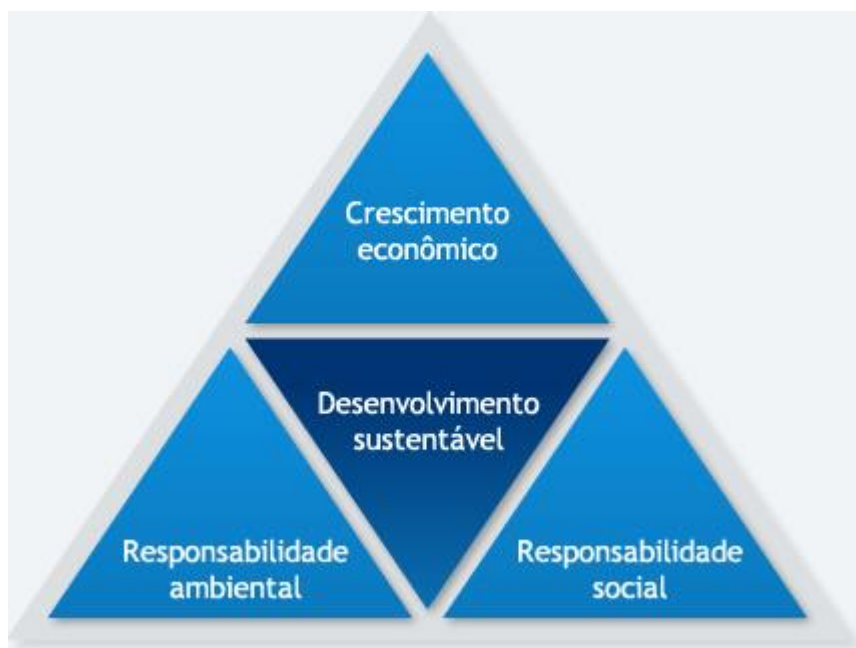 Crescimento
econômico
Desenvolvimento
sustentável
Responsabilidade
ambiental
Responsabilidade
social